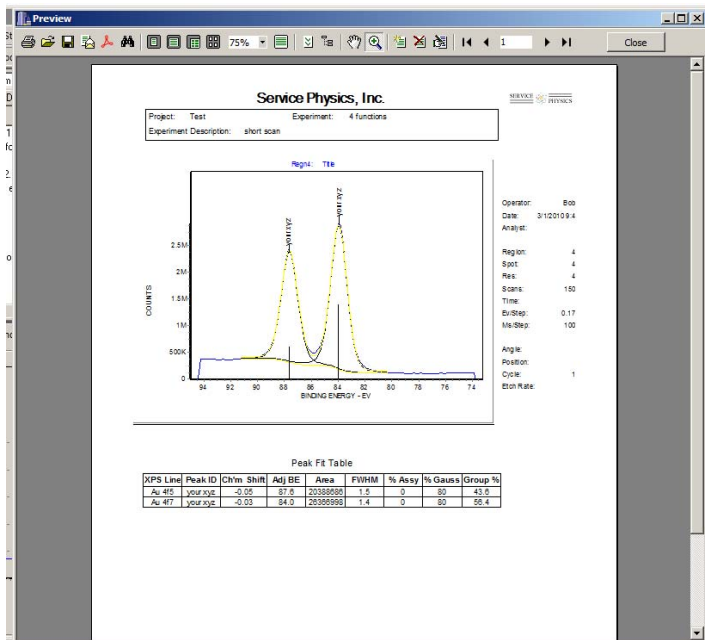 Preview
75%
1
Close
Service Physics, Inc.
SERVICE PHYSICS
Project: Test Experiment: 4 functions
Experiment Description: short scan
Regn4: Title
your xyz
your xyz
2.5M
2M
1.5M
1M
500K
0
COUNTS
94 92 90 88 86 84 82 80 78 76 74
BINDING ENERGY - EV
Operator: Bob
Date: 3/1/2010 9:4
Analyst:
Region: 4
Spot: 4
Res: 4
Scans: 150
Time:
Ev/Step: 0.17
Ms/Step: 100
Angle:
Position:
Cycle: 1
Etch Rate:
Peak Fit Table
XPS Line Peak ID Ch'm Shift Adj BE Area FWHM % Assy % Gauss Group %
Au 4f5 your xyz -0.05 87.6 20388686 1.5 0 80 43.6
Au 4f7 your xyz -0.03 84.0 26366998 1.4 0 80 56.4